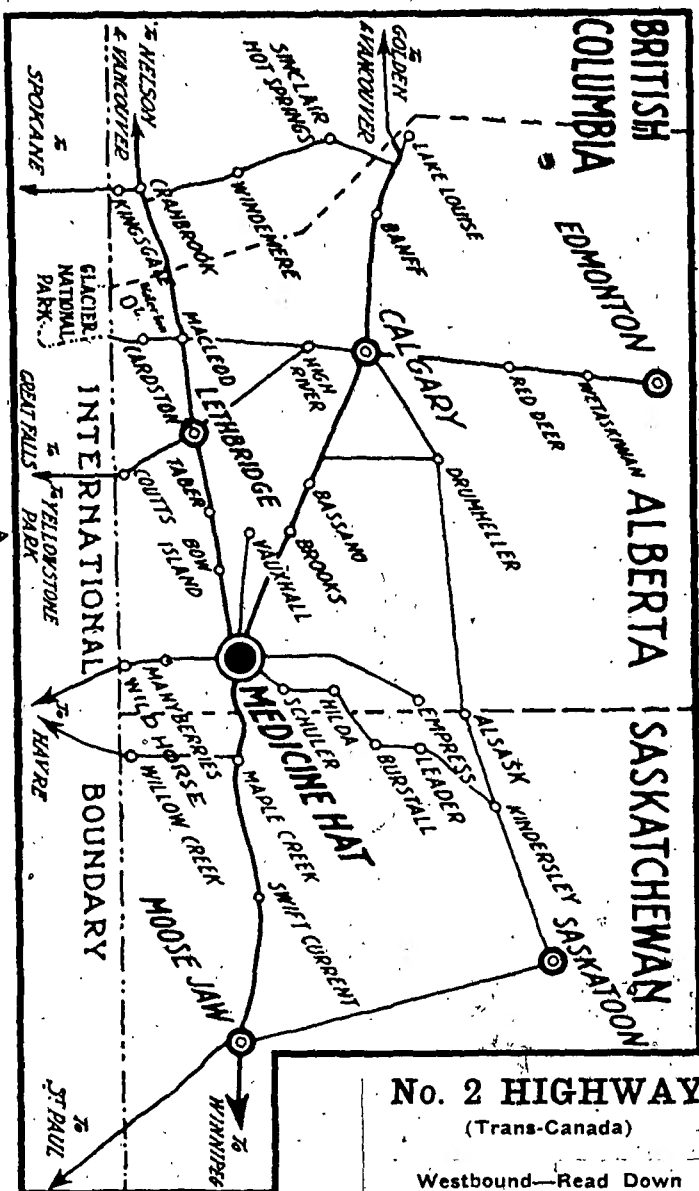 BRITISH
COLUMBIA
ALBERTA
SASKATCHEWAN
EDMONTON
WETASKIWAN
RED DEER
To
GOLDEN
& VANCOUVER
LAKE LOUISE
BANFF
CALGARY
DRUMHELLER
SINCLAIR
HOT SPRINGS
WINDEMERE
HIGH
RIVER
BASSANO
BROOKS
VAUXHALL
To NELSON
& VANCOUVER
CRANBROOK
KINGSGATE
To
SPOKANE
MACLEOD
CARDSTON
GLACIER
NATIONAL
PARK
LETHBRIDGE
TABER
BOW
ISLAND
COUTTS
To
GREAT FALLS
To YELLOWSTONE
PARK
MEDICINE HAT
SCHULER
HILDA
BURSTALL
LEADER
EMPRESS
ALSASK
KINDERSLEY
SASKATOON
MANYBERRIES
WILD HORSE
WILLOW CREEK
MAPLE CREEK
SWIFT CURRENT
MOOSE JAW
To
HAVRE
To
WINNIPEG
To
ST PAUL
INTERNATIONAL BOUNDARY
No. 2 HIGHWAY
(Trans-Canada)
Westbound—Read Down